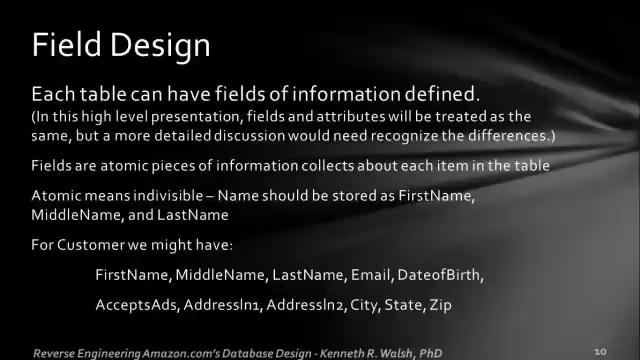 Field Design
Each table can have fields of information defined.
(In this high level presentation, fields and attributes will be treated as the
same, but a more detailed discussion would need recognize the differences.)
Fields are atomic pieces of information collects about each item in the table
Atomic means indivisible – Name should be stored as FirstName,
MiddleName, and LastName
For Customer we might have:
FirstName, MiddleName, LastName, Email, DateofBirth,
AcceptsAds, Addressln1, Addressln2, City, State, Zip
Reverse Engineering Amazon.com's Database Design - Kenneth R. Walsh, PhD
10